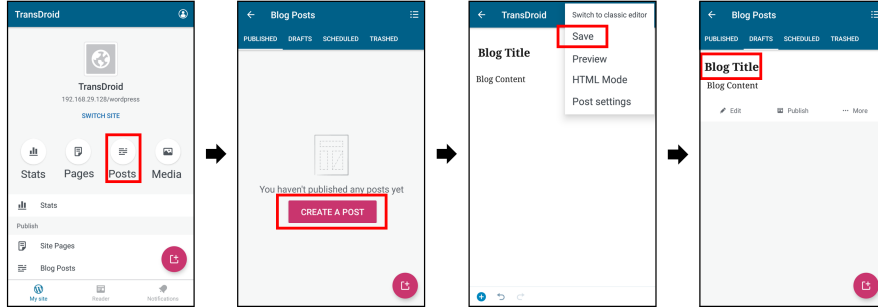 TransDroid
TransDroid
192.168.29.128/wordpress
SWITCH SITE
Stats Pages Posts Media
Stats
Publish
Site Pages
Blog Posts
My site Reader Notifications
Blog Posts
PUBLISHED DRAFTS SCHEDULED TRASHED
You haven't published any posts yet
CREATE A POST
TransDroid
Switch to classic editor
Save
Preview
HTML Mode
Post settings
Blog Title
Blog Content
Blog Posts
PUBLISHED DRAFTS SCHEDULED TRASHED
Blog Title
Blog Content
Edit Publish More